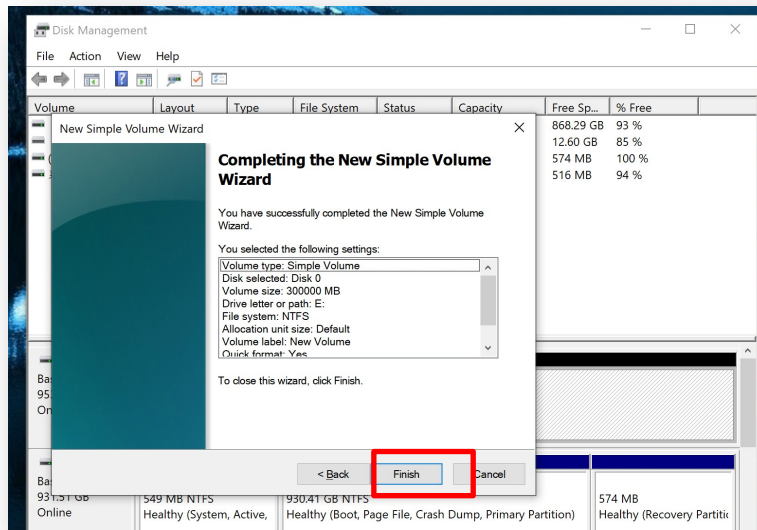 Disk Management
File Action View Help
Volume Layout Type File System Status Capacity Free Sp... % Free
868.29 GB 93 %
12.60 GB 85 %
574 MB 100 %
516 MB 94 %
New Simple Volume Wizard
Completing the New Simple Volume
Wizard
You have successfully completed the New Simple Volume
Wizard.
You selected the following settings:
Volume type: Simple Volume
Disk selected: Disk 0
Volume size: 300000 MB
Drive letter or path: E:
File system: NTFS
Allocation unit size: Default
Volume label: New Volume
Quick format: Yes
To close this wizard, click Finish.
< Back Finish Cancel
Ba
95
On
Ba
931.51 GB
Online
549 MB NTFS
Healthy (System, Active,
930.41 GB NTFS
Healthy (Boot, Page File, Crash Dump, Primary Partition)
574 MB
Healthy (Recovery Partitic